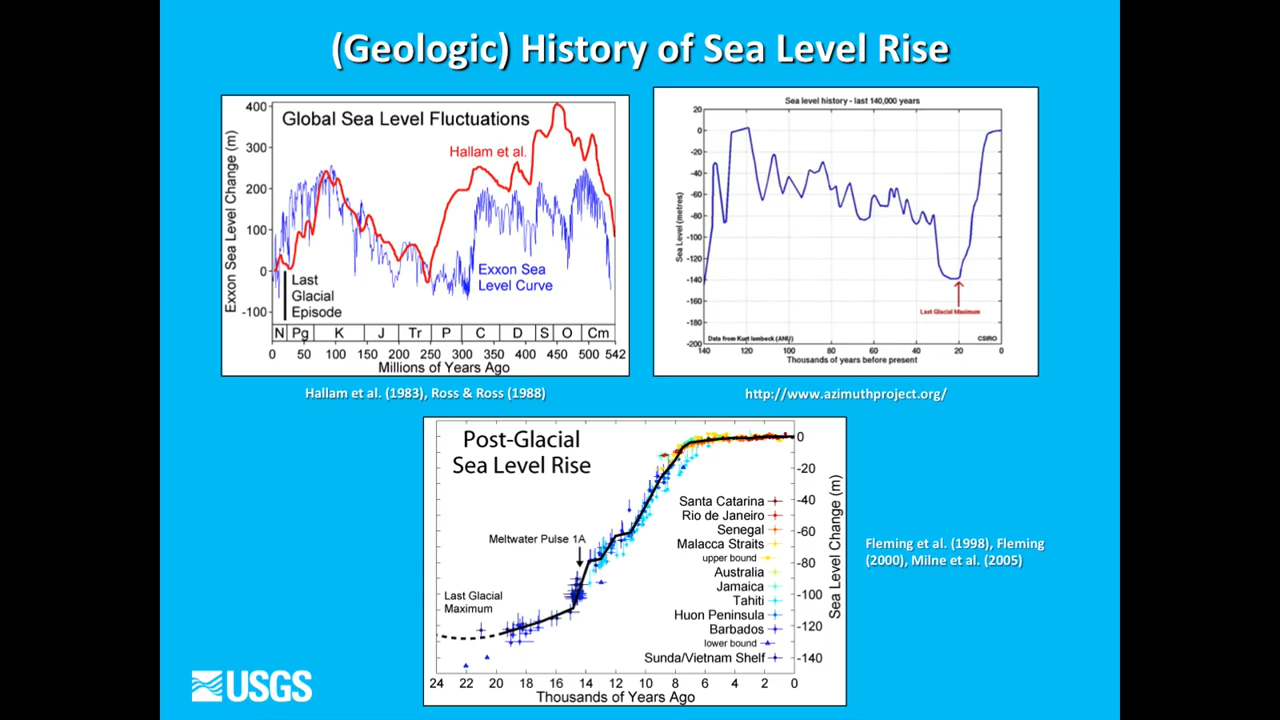 (Geologic) History of Sea Level Rise
Global Sea Level Fluctuations
Hallam et al.
Exxon Sea
Level Curve
Last
Glacial
Episode
Exxon Sea Level Change (m)
400
300
200
100
0
-100
N Pg K J Tr P C D S O Cm
0 50 100 150 200 250 300 350 400 450 500 542
Millions of Years Ago
Hallam et al. (1983), Ross & Ross (1988)
Sea level history - last 140,000 years
Sea Level (metres)
20
0
-20
-40
-60
-80
-100
-120
-140
-160
-180
-200
Last Glacial Maximum
Data from Kurt lambeck (ANU)
CSIRO
140 120 100 80 60 40 20 0
Thousands of years before present
http://www.azimuthproject.org/
Post-Glacial
Sea Level Rise
Meltwater Pulse 1A
Last Glacial
Maximum
Santa Catarina
Rio de Janeiro
Senegal
Malacca Straits
upper bound
Australia
Jamaica
Tahiti
Huon Peninsula
Barbados
lower bound
Sunda/Vietnam Shelf
0
-20
-40
-60
-80
-100
-120
-140
Sea Level Change (m)
24 22 20 18 16 14 12 10 8 6 4 2 0
Thousands of Years Ago
Fleming et al. (1998), Fleming
(2000), Milne et al. (2005)
USGS